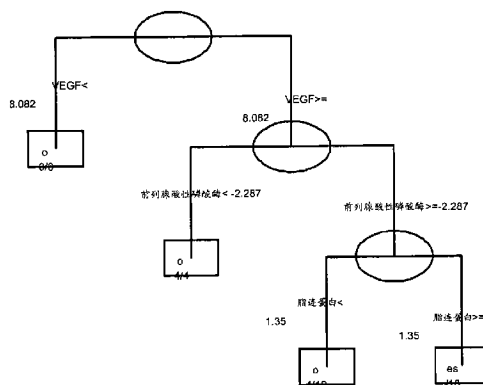 VEGF<
8.082
VEGF>=
8.082
o
0/0
前列腺酸性磷酸酶< -2.287
前列腺酸性磷酸酶>=-2.287
o
4/4
脂连蛋白<
1.35
脂连蛋白>=
1.35
o
es